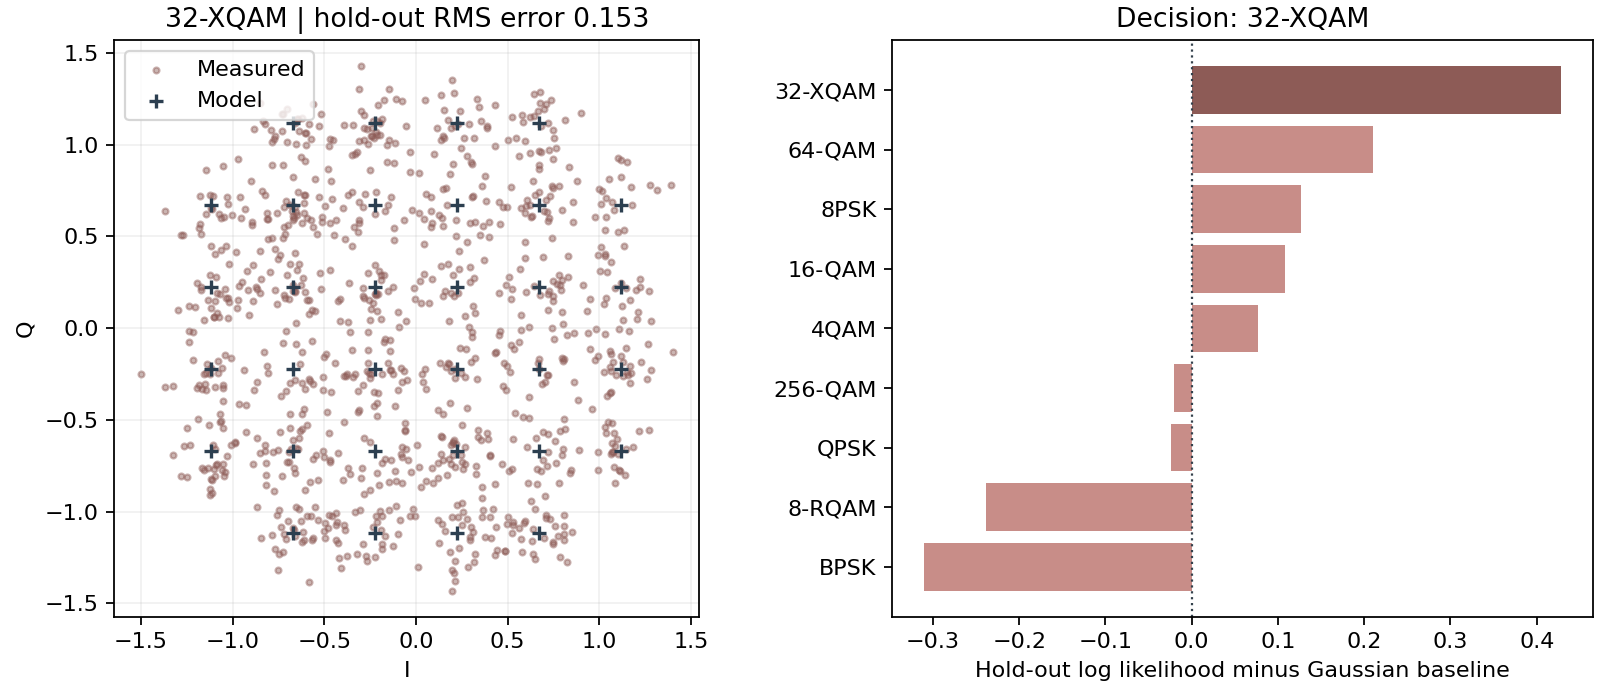 32-XQAM | hold-out RMS error 0.153
Measured
Model
1.5
1.0
0.5
0.0
−0.5
−1.0
−1.5
Q
−1.5 −1.0 −0.5 0.0 0.5 1.0 1.5
I
Decision: 32-XQAM
32-XQAM
64-QAM
8PSK
16-QAM
4QAM
256-QAM
QPSK
8-RQAM
BPSK
−0.3 −0.2 −0.1 0.0 0.1 0.2 0.3 0.4
Hold-out log likelihood minus Gaussian baseline